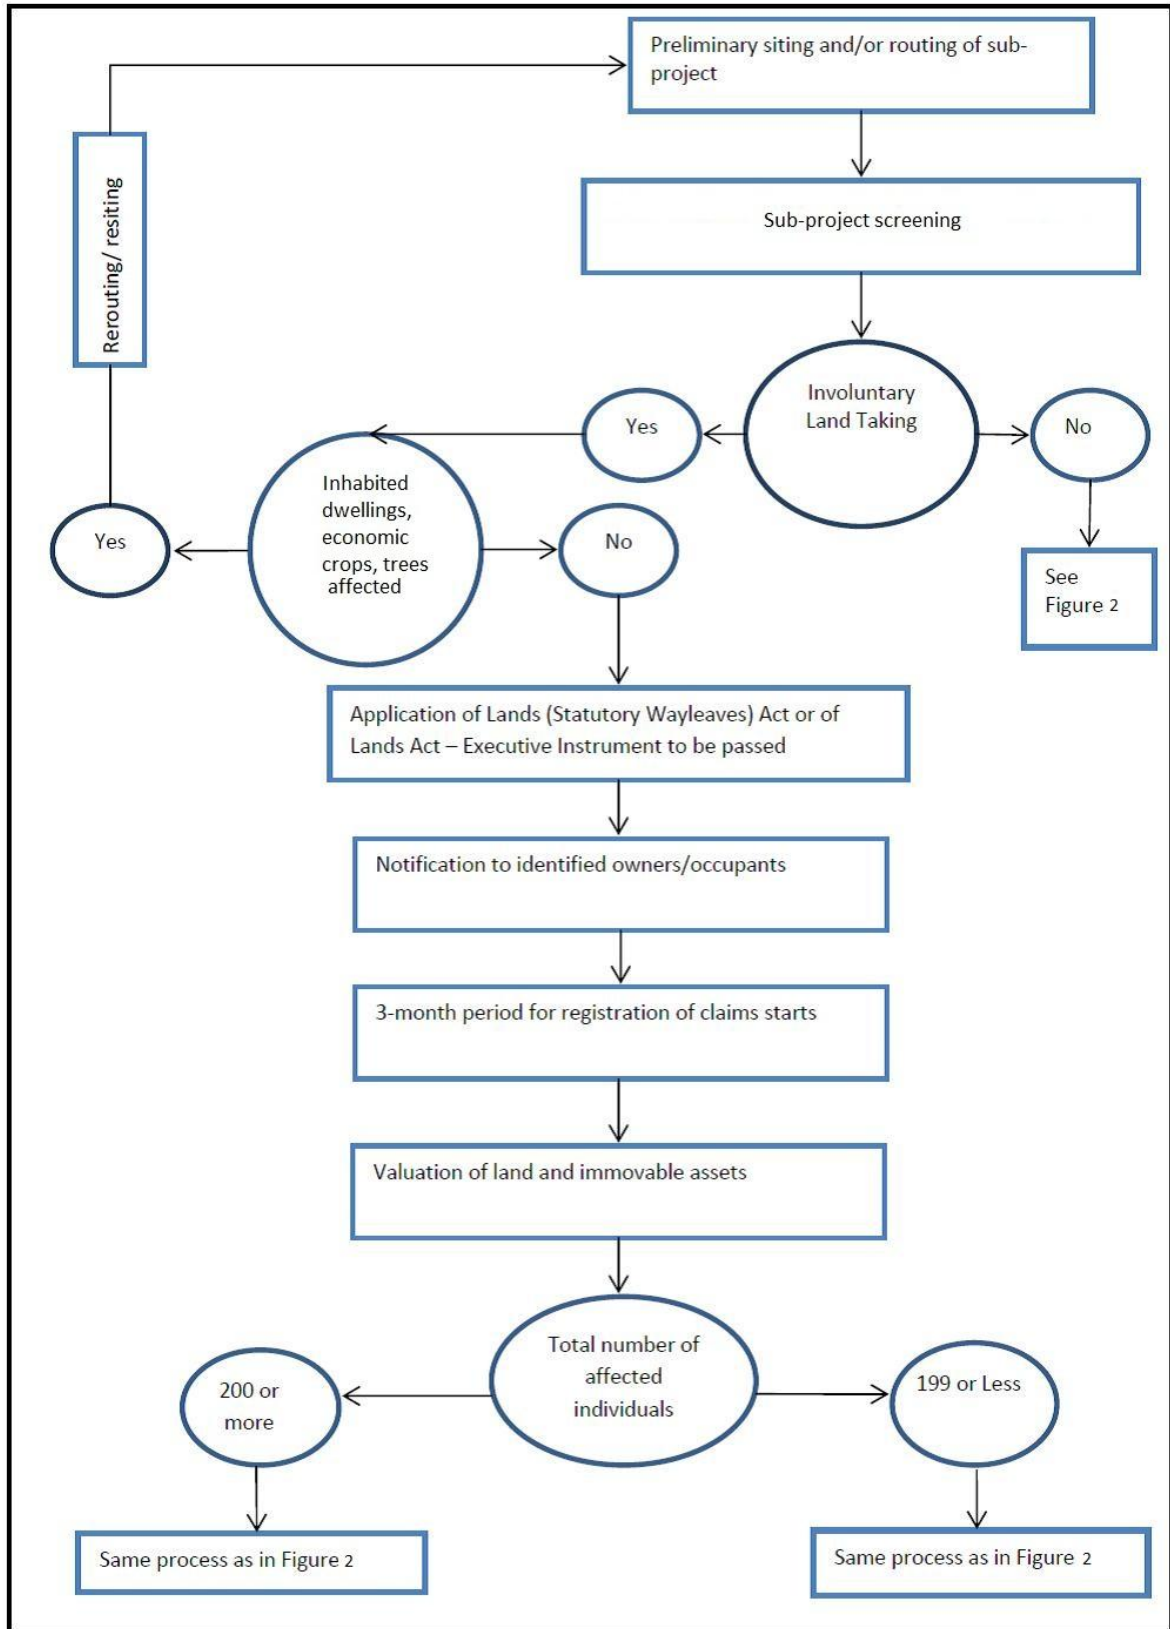 Preliminary siting and/or routing of sub-
project
Sub-project screening
Rerouting/ resiting
Involuntary
Land Taking
Yes
No
Inhabited
dwellings,
economic
crops, trees
affected
Yes
No
See
Figure 2
Application of Lands (Statutory Wayleaves) Act or of
Lands Act – Executive Instrument to be passed
Notification to identified owners/occupants
3-month period for registration of claims starts
Valuation of land and immovable assets
Total number of
affected
individuals
200 or
more
199 or Less
Same process as in Figure 2
Same process as in Figure 2